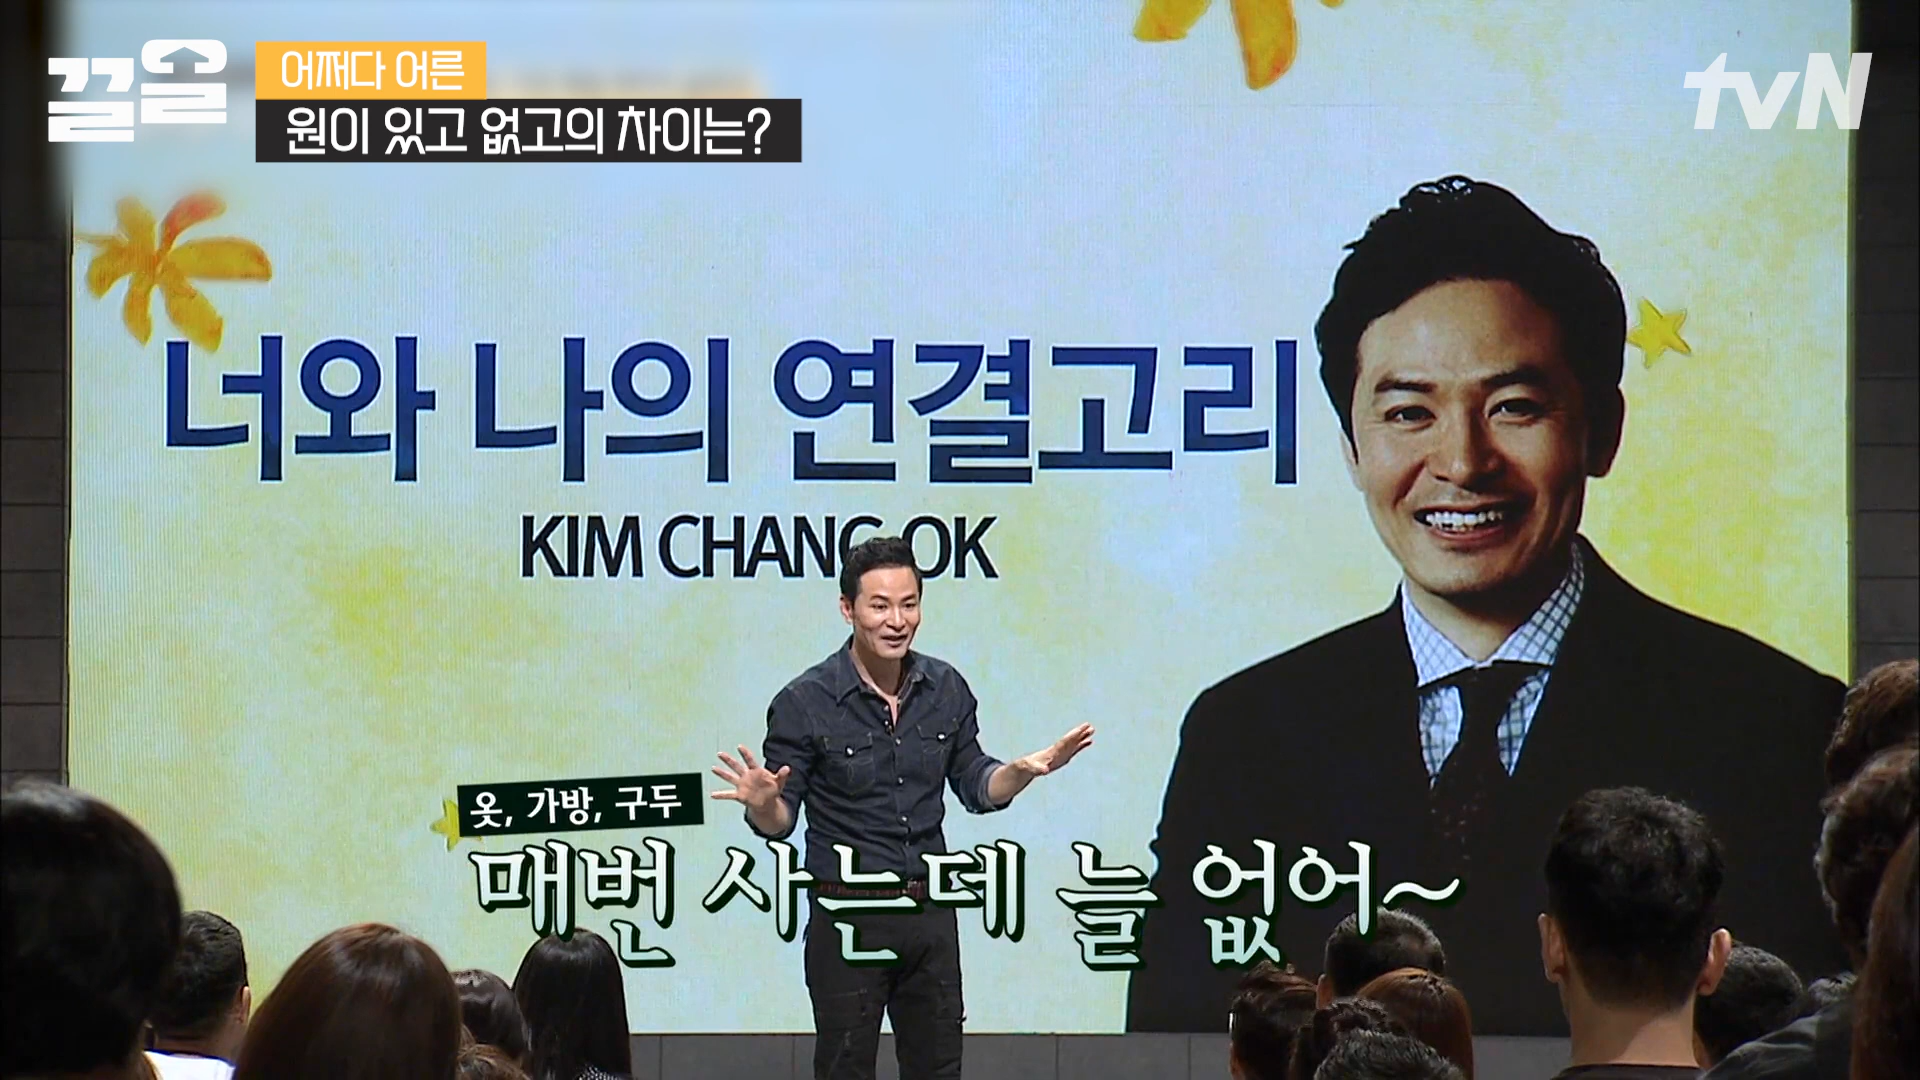 끌올
어쩌다 어른
원이 있고 없고의 차이는?
tvN
너와 나의 연결고리
KIM CHANG OK
옷, 가방, 구두
매번 사는데 늘 없어~